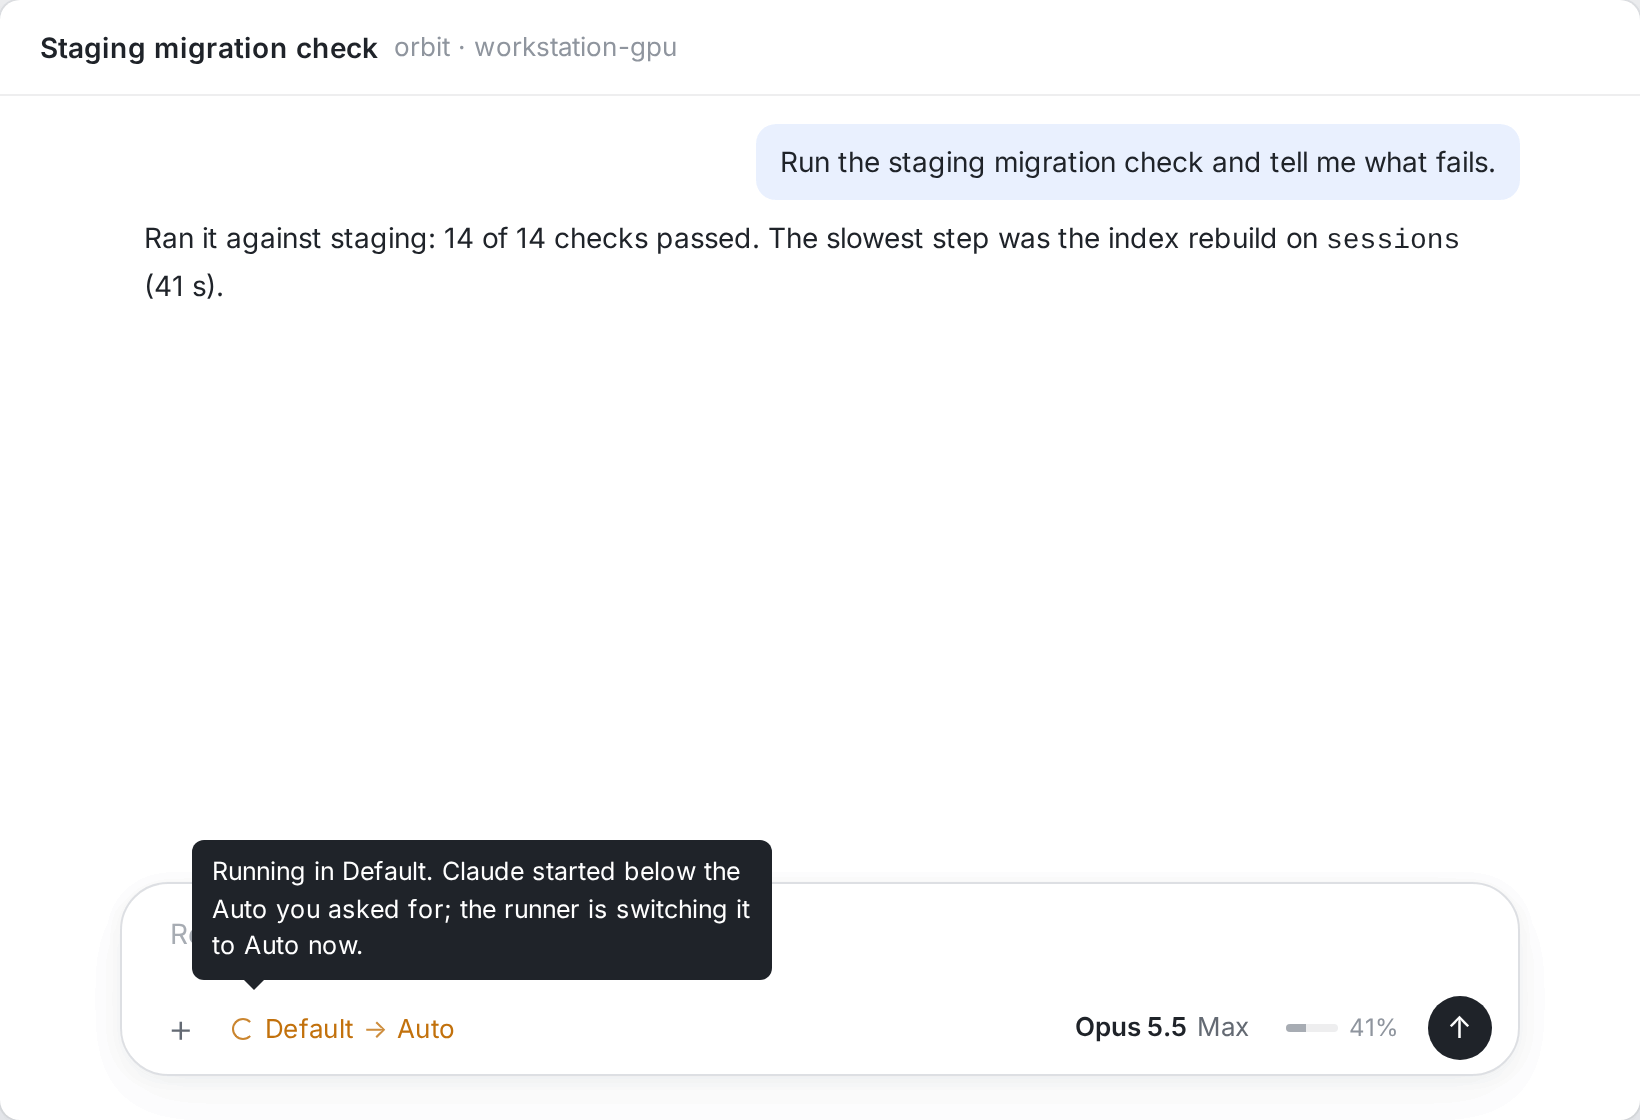 Staging migration check orbit · workstation-gpu
Run the staging migration check and tell me what fails.
Ran it against staging: 14 of 14 checks passed. The slowest step was the index rebuild on sessions
(41 s).
Running in Default. Claude started below the
Auto you asked for; the runner is switching it
to Auto now.
+ Default → Auto Opus 5.5 Max 41% ↑